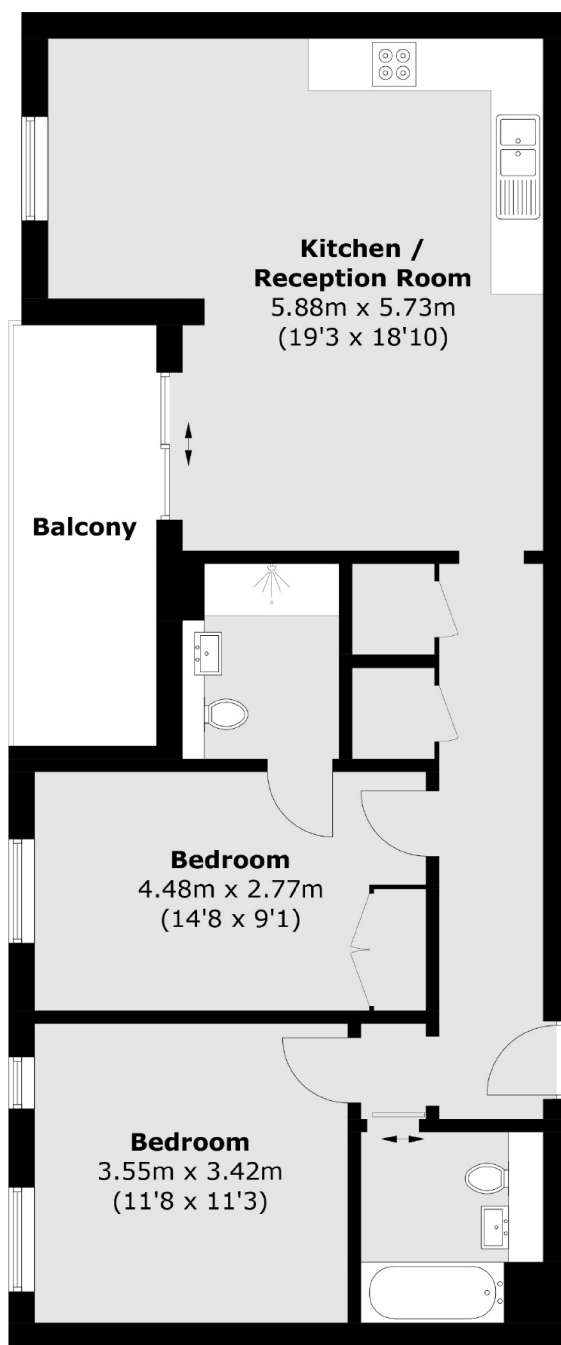 Kitchen /
Reception Room
5.88m x 5.73m
(19'3 x 18'10)
Balcony
Bedroom
4.48m x 2.77m
(14'8 x 9'1)
Bedroom
3.55m x 3.42m
(11'8 x 11'3)